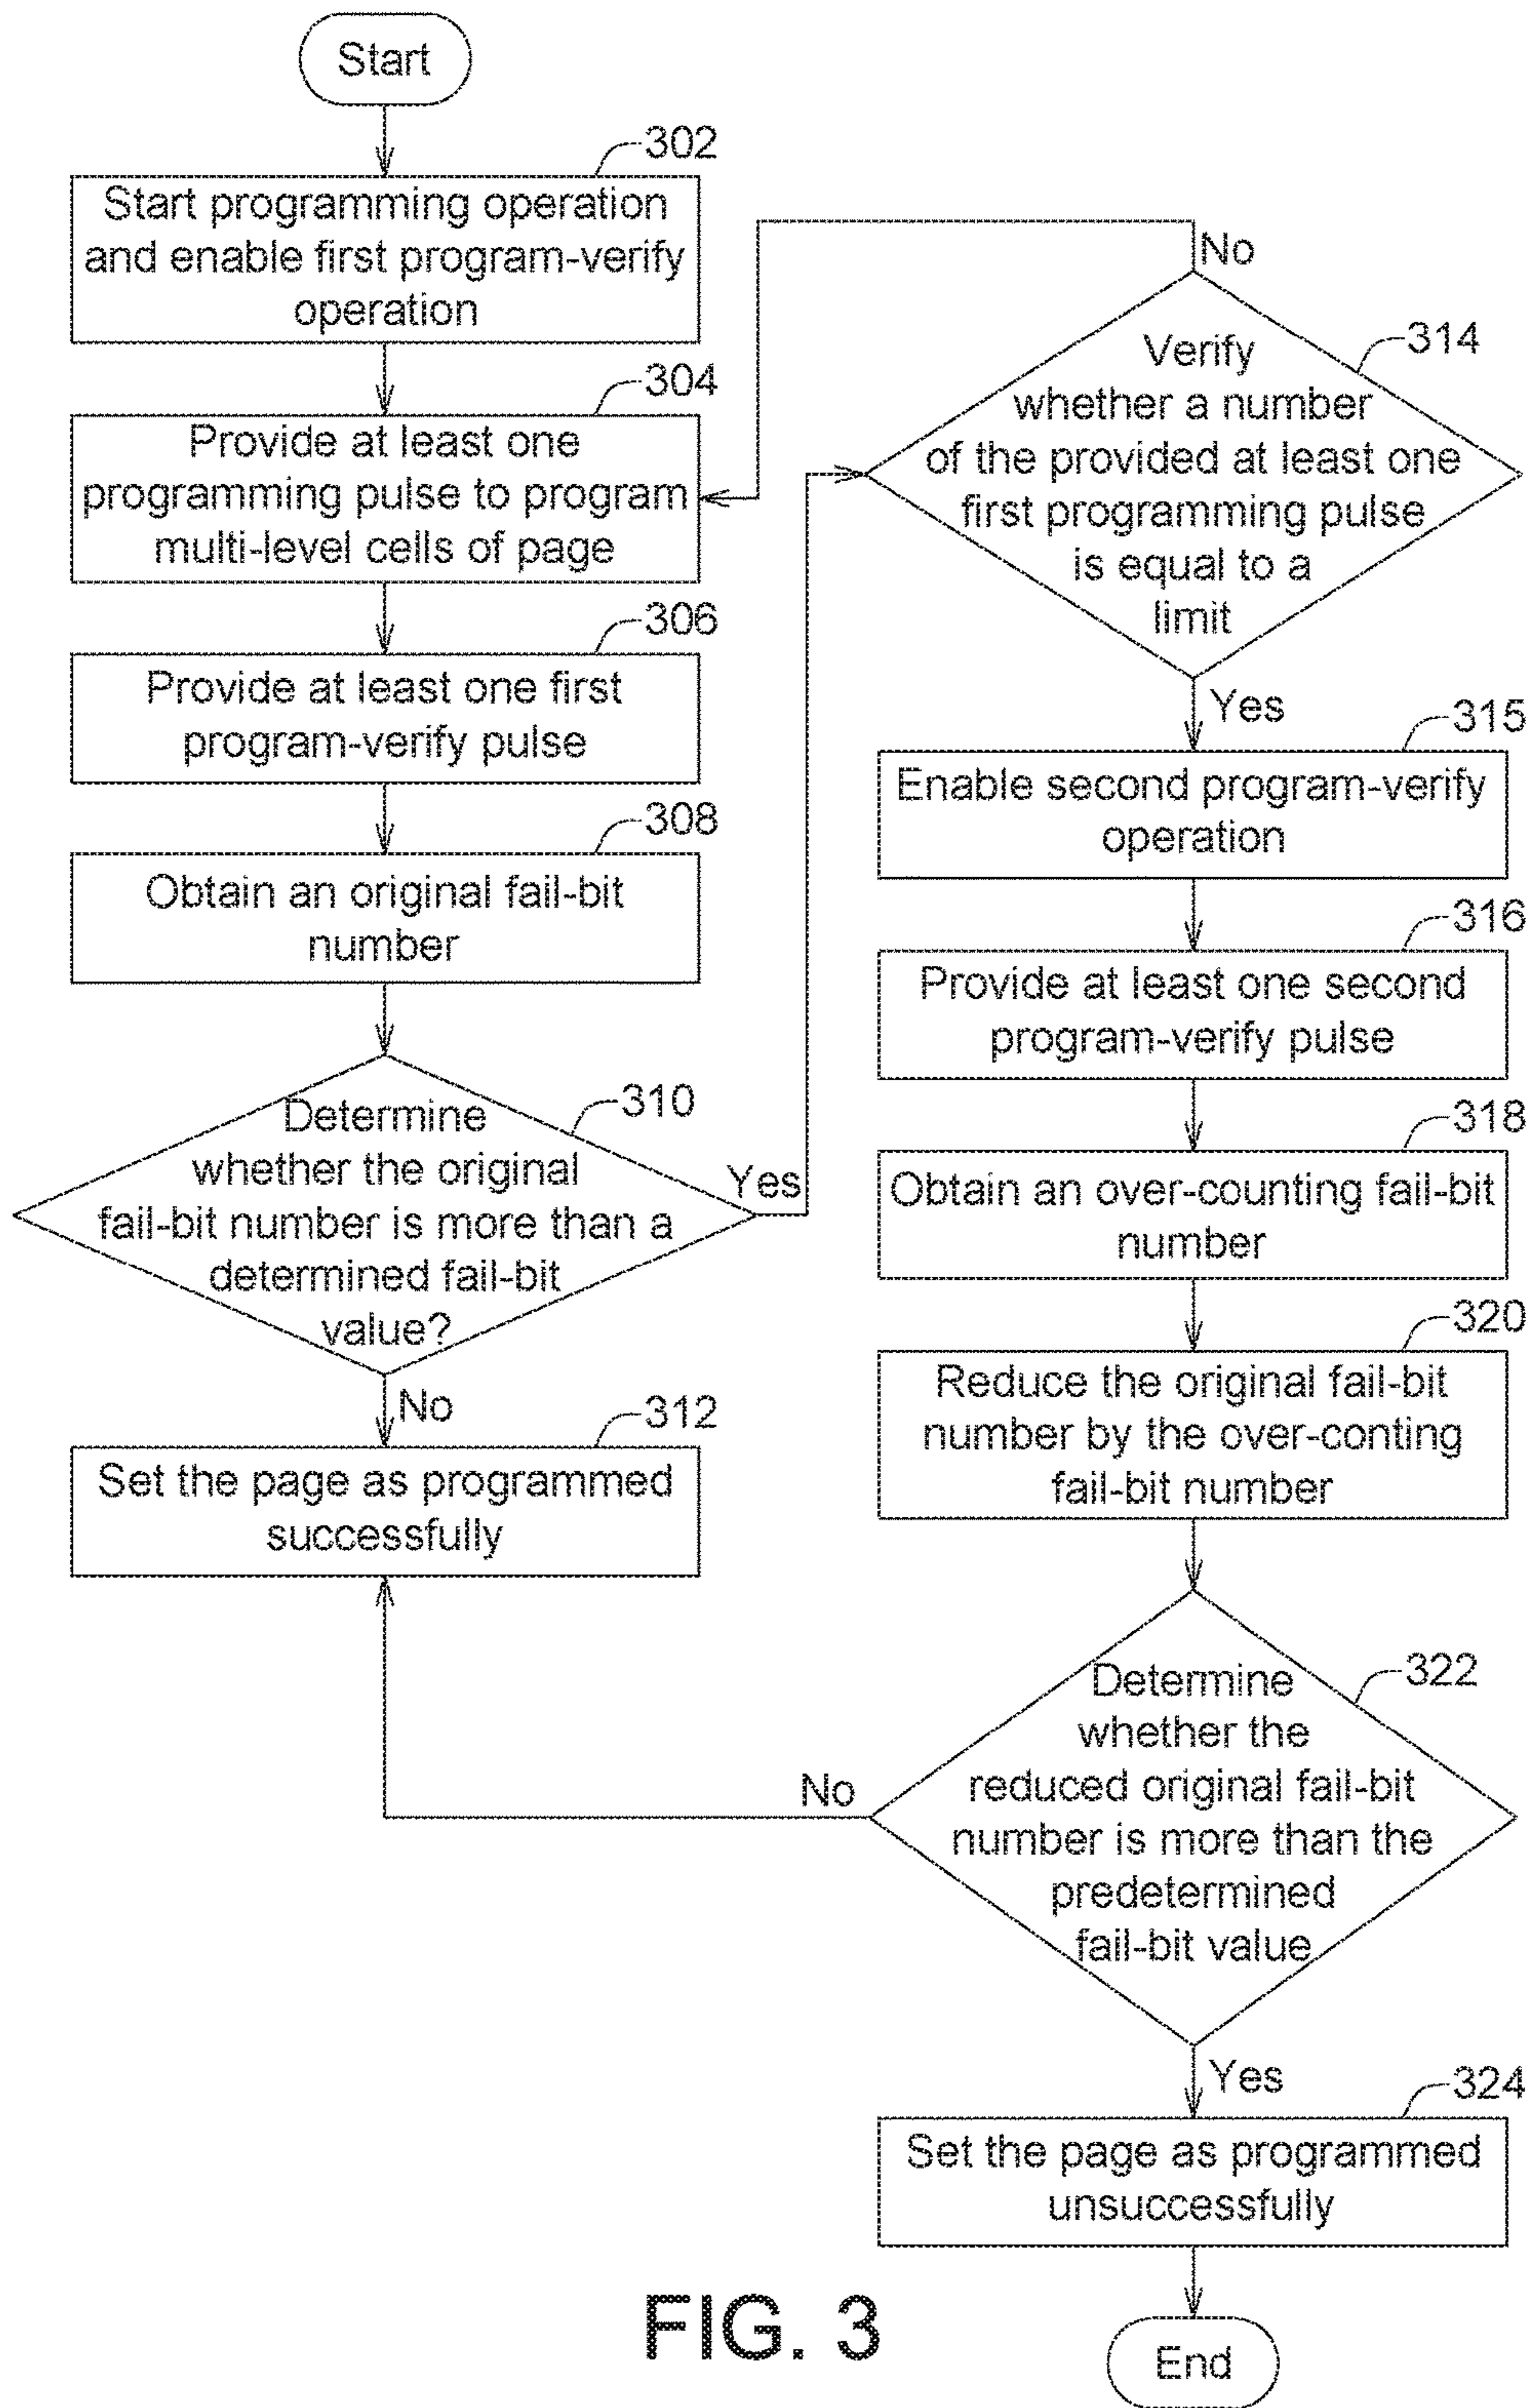 Start
302
Start programming operation
and enable first program-verify
operation
304
Provide at least one
programming pulse to program
multi-level cells of page
306
Provide at least one first
program-verify pulse
308
Obtain an original fail-bit
number
310
Determine
whether the original
fail-bit number is more than a
determined fail-bit
value?
Yes
No
312
Set the page as programmed
successfully
No
314
Verify
whether a number
of the provided at least one
first programming pulse
is equal to a
limit
Yes
315
Enable second program-verify
operation
316
Provide at least one second
program-verify pulse
318
Obtain an over-counting fail-bit
number
320
Reduce the original fail-bit
number by the over-conting
fail-bit number
322
Determine
whether the
reduced original fail-bit
number is more than the
predetermined
fail-bit value
No
Yes
324
Set the page as programmed
unsuccessfully
End
FIG. 3